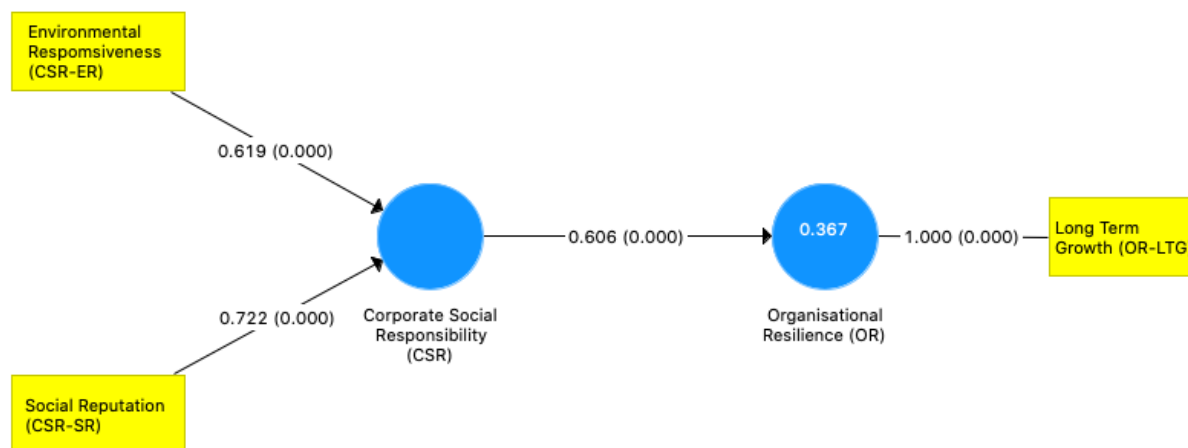 Environmental
Respomsiveness
(CSR-ER)
0.619 (0.000)
0.722 (0.000)
Social Reputation
(CSR-SR)
Corporate Social
Responsibility
(CSR)
0.606 (0.000)
0.367
Organisational
Resilience (OR)
1.000 (0.000)
Long Term
Growth (OR-LTG